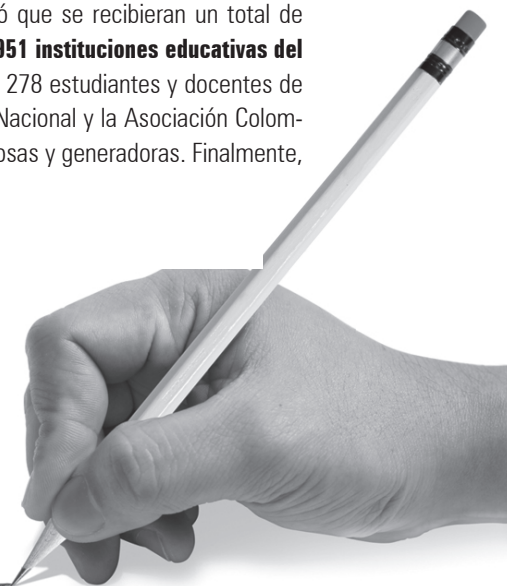 ó que se recibieran un total de
951 instituciones educativas del
278 estudiantes y docentes de
Nacional y la Asociación Colom-
osas y generadoras. Finalmente,